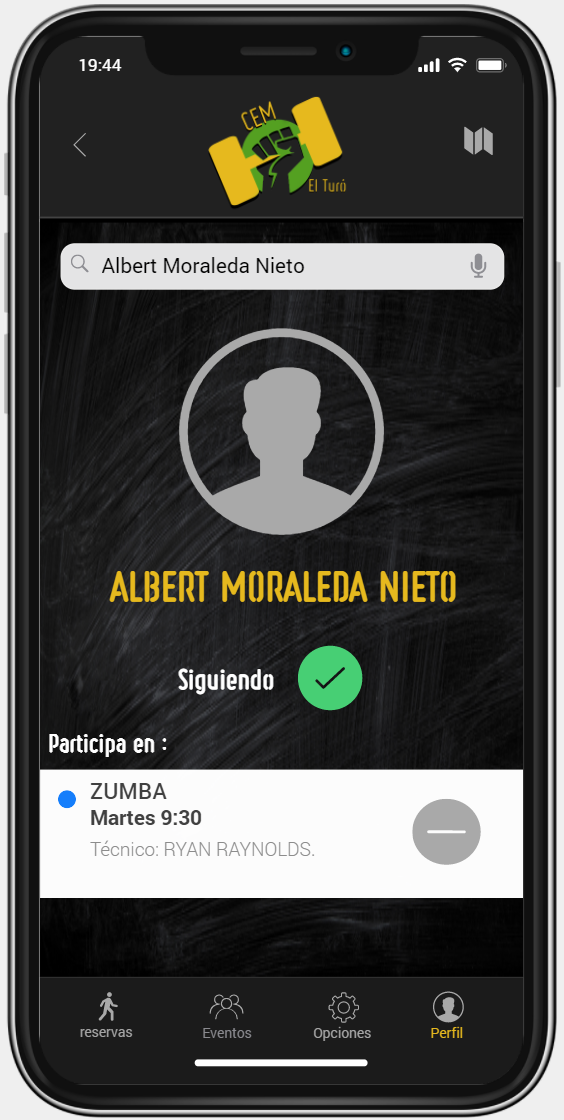 19:44
CEM
El Turó
Albert Moraleda Nieto
ALBERT MORALEDA NIETO
Siguiendo
Participa en :
ZUMBA
Martes 9:30
Técnico: RYAN RAYNOLDS.
reservas
Eventos
Opciones
Perfil